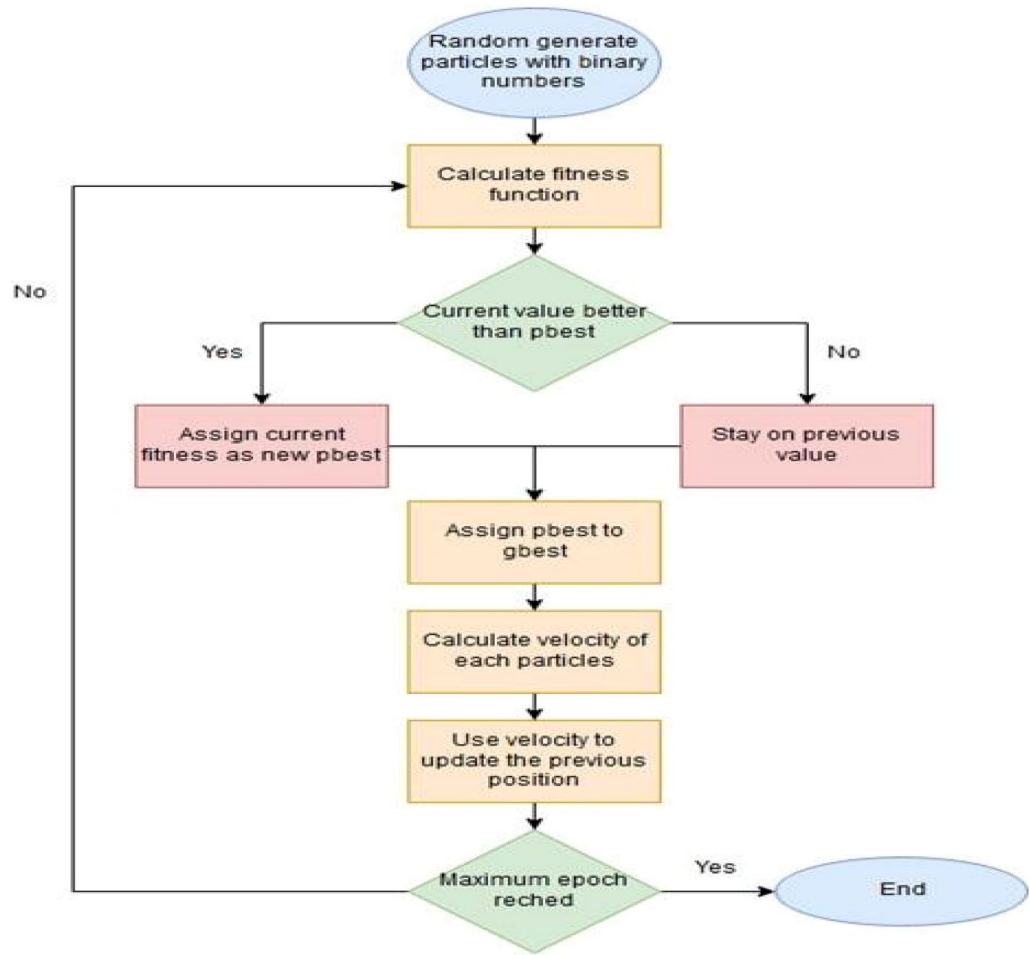 Random generate
particles with binary
numbers
Calculate fitness
function
No
Current value better
than pbest
Yes
No
Assign current
fitness as new pbest
Stay on previous
value
Assign pbest to
gbest
Calculate velocity of
each particles
Use velocity to
update the previous
position
Maximum epoch
reched
Yes
End